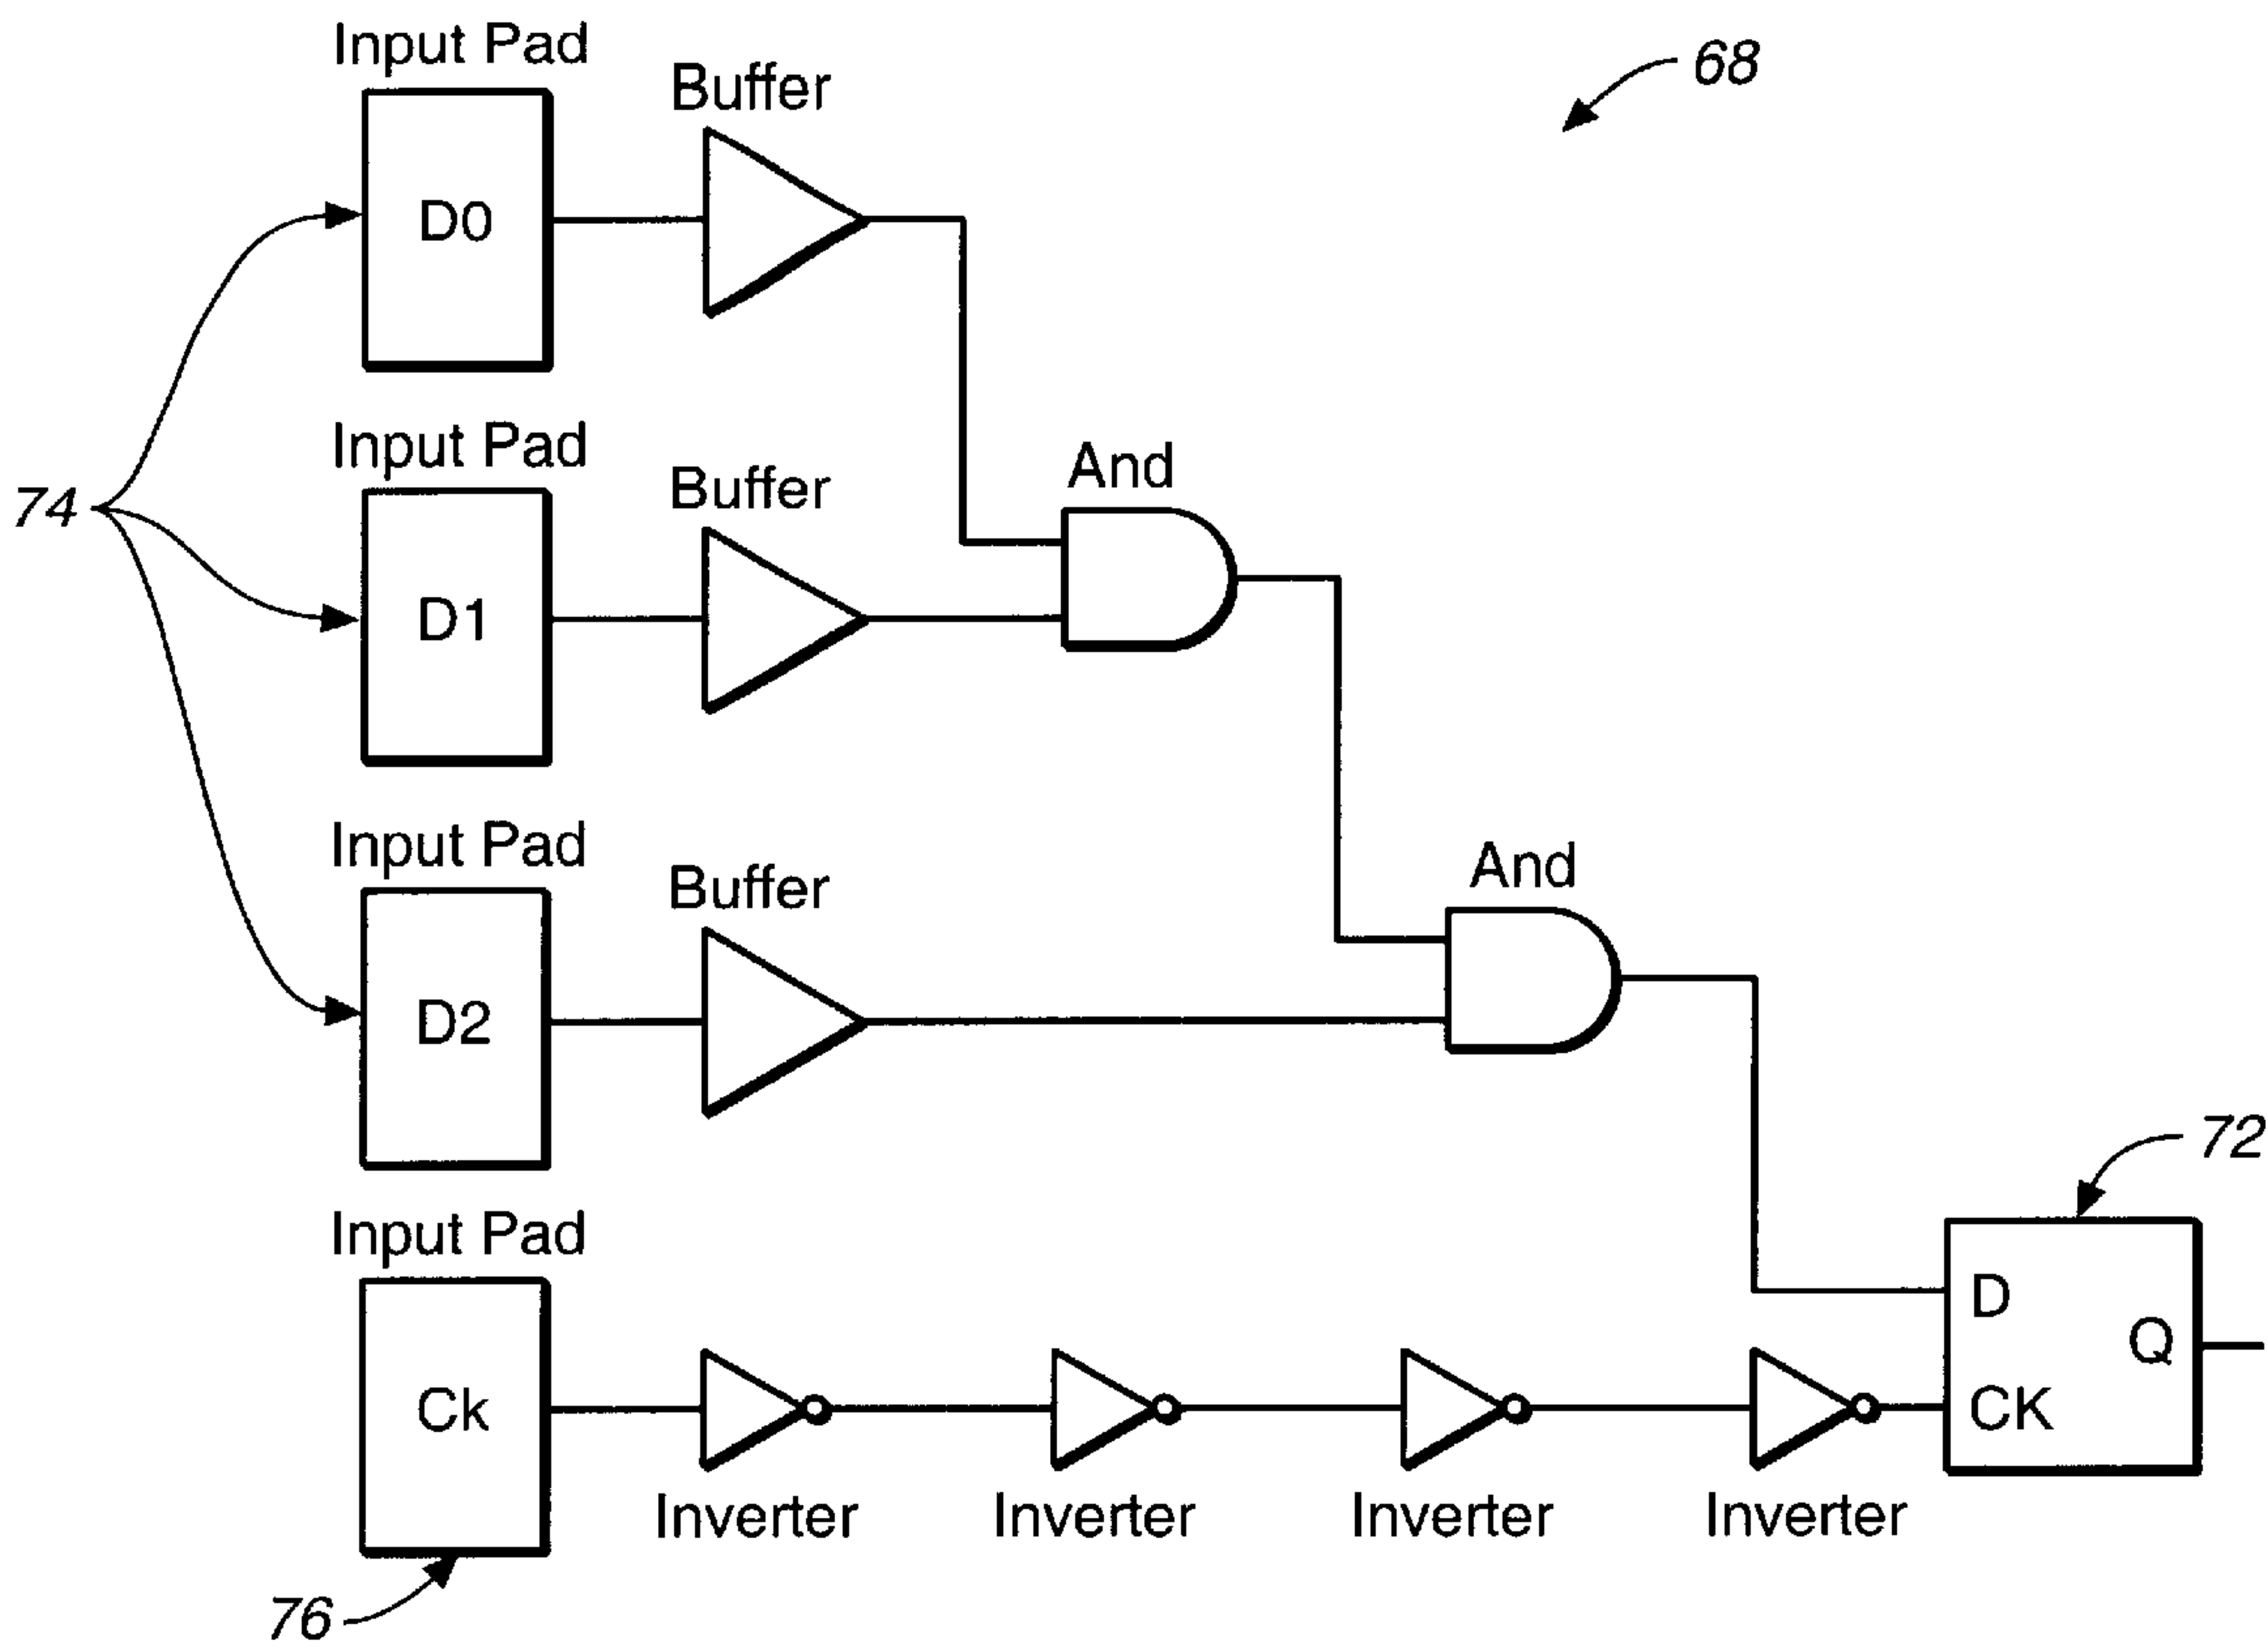 Input Pad
Buffer
68
D0
Input Pad
Buffer
And
74
D1
Input Pad
Buffer
And
D2
72
Input Pad
D
Q
Ck
CK
Inverter
Inverter
Inverter
Inverter
76